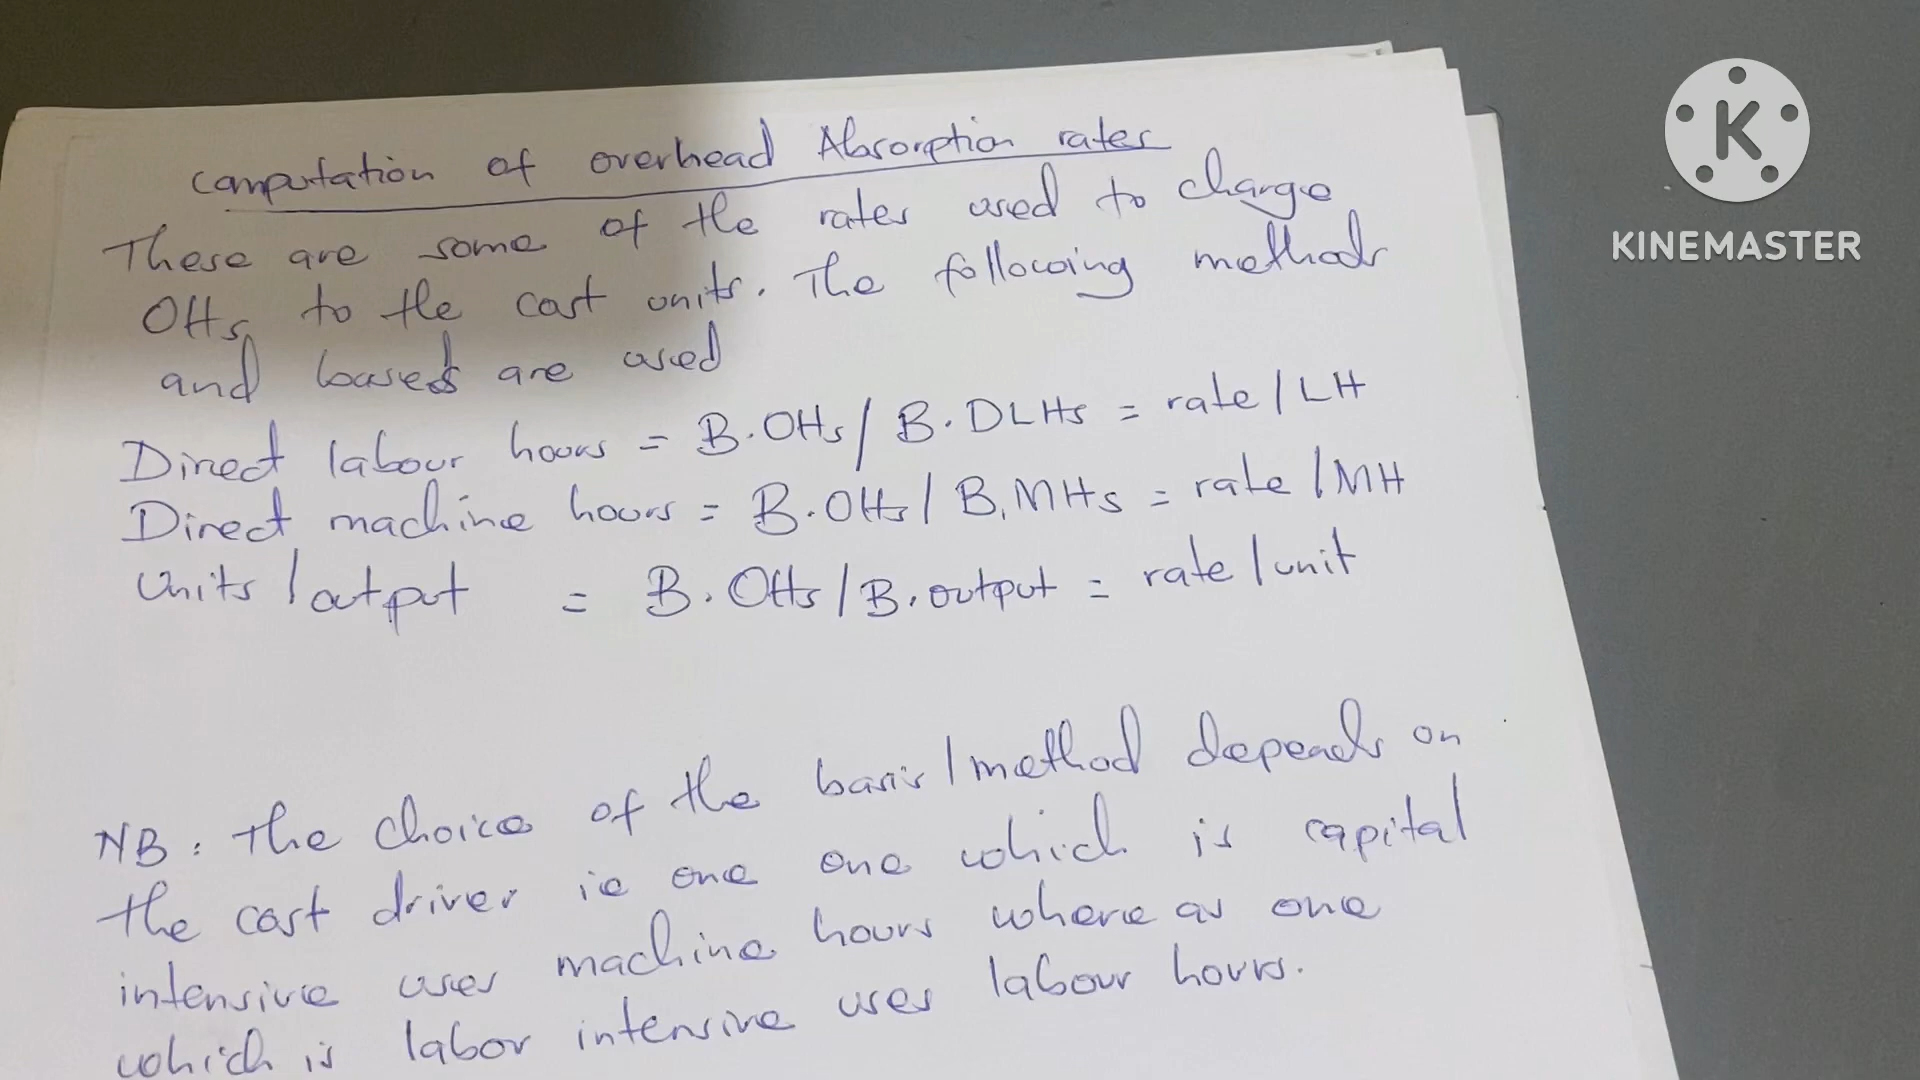 Computation of overhead Absorption rates
These are some of the rates used to charge
OHs to the cost units. The following methods
and bases are used
Direct labour hours = B.OHs / B.DLHs = rate / LH
Direct machine hours = B.OHs / B.MHs = rate / MH
Units / output = B.OHs / B.output = rate / unit
NB: The choice of the basis / method depends on
the cost driver ie one one which is capital
intensive uses machine hours where as one
which is labor intensive uses labour hours.
K
KINEMASTER